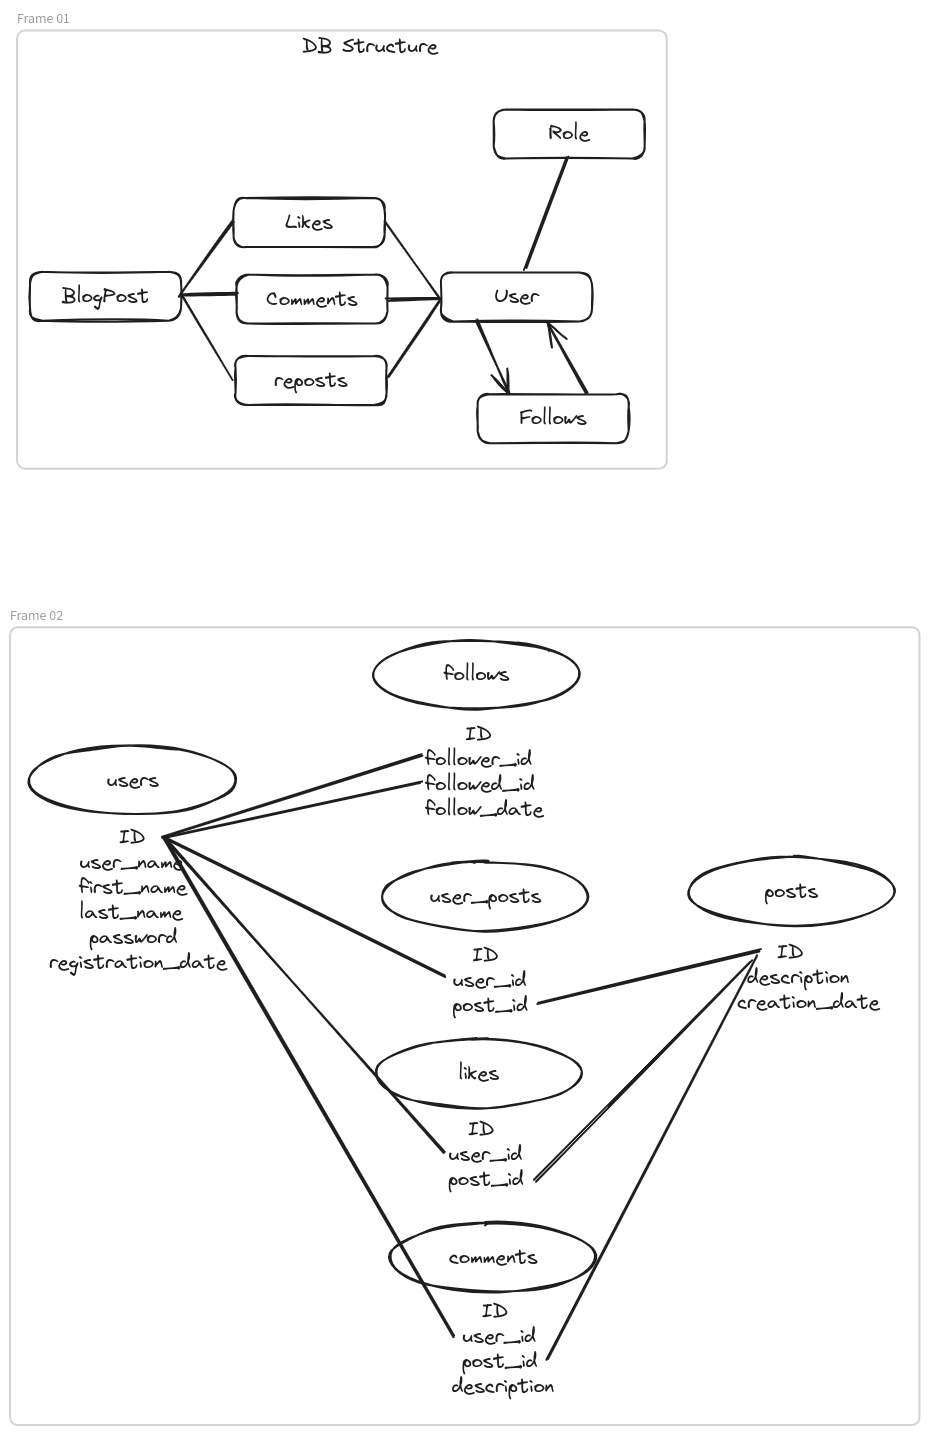 Frame 01
DB Structure
Role
Likes
BlogPost
Comments
User
reposts
Follows
Frame 02
follows
ID
follower_id
followed_id
follow_date
users
ID
user_name
first_name
last_name
password
registration_date
user_posts
ID
user_id
post_id
posts
ID
description
creation_date
likes
ID
user_id
post_id
comments
ID
user_id
post_id
description